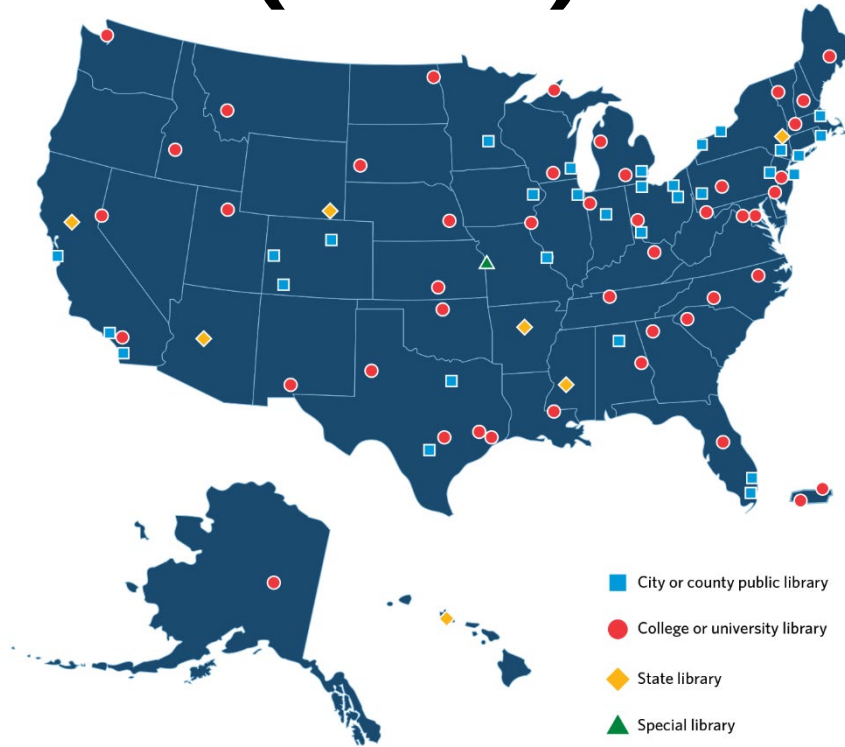 City or county public library
College or university library
State library
Special library